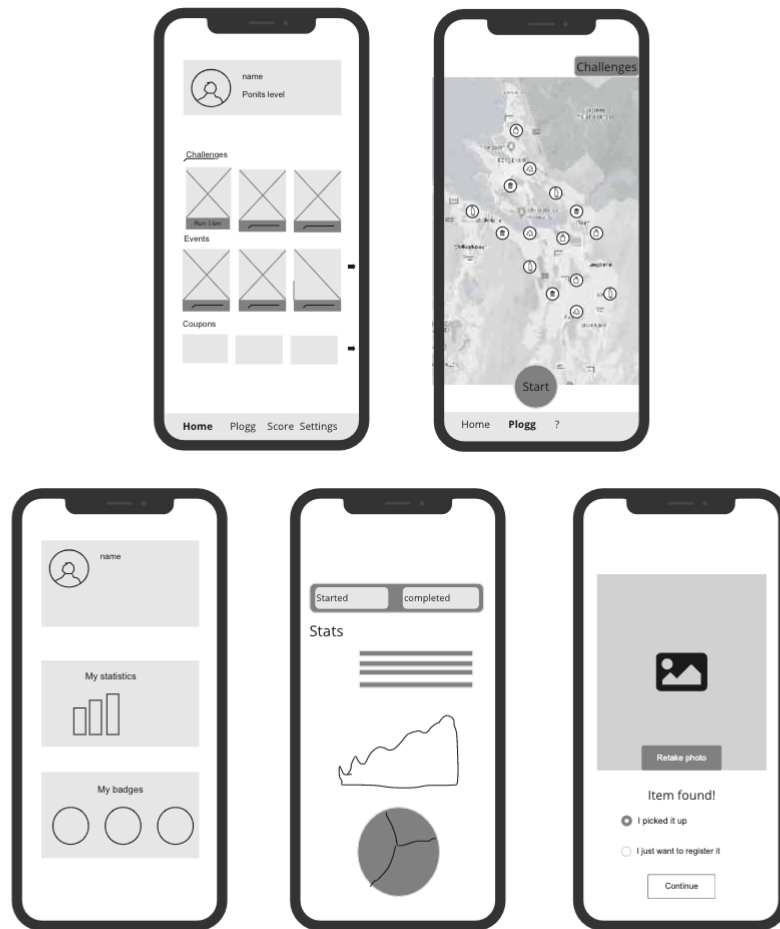 name
Ponits level
Challenges
Run 1 km
Events
Coupons
Home Plogg Score Settings
Challenges
Start
Home Plogg ?
name
My statistics
My badges
Started completed
Stats
Retake photo
Item found!
I picked it up
I just want to register it
Continue